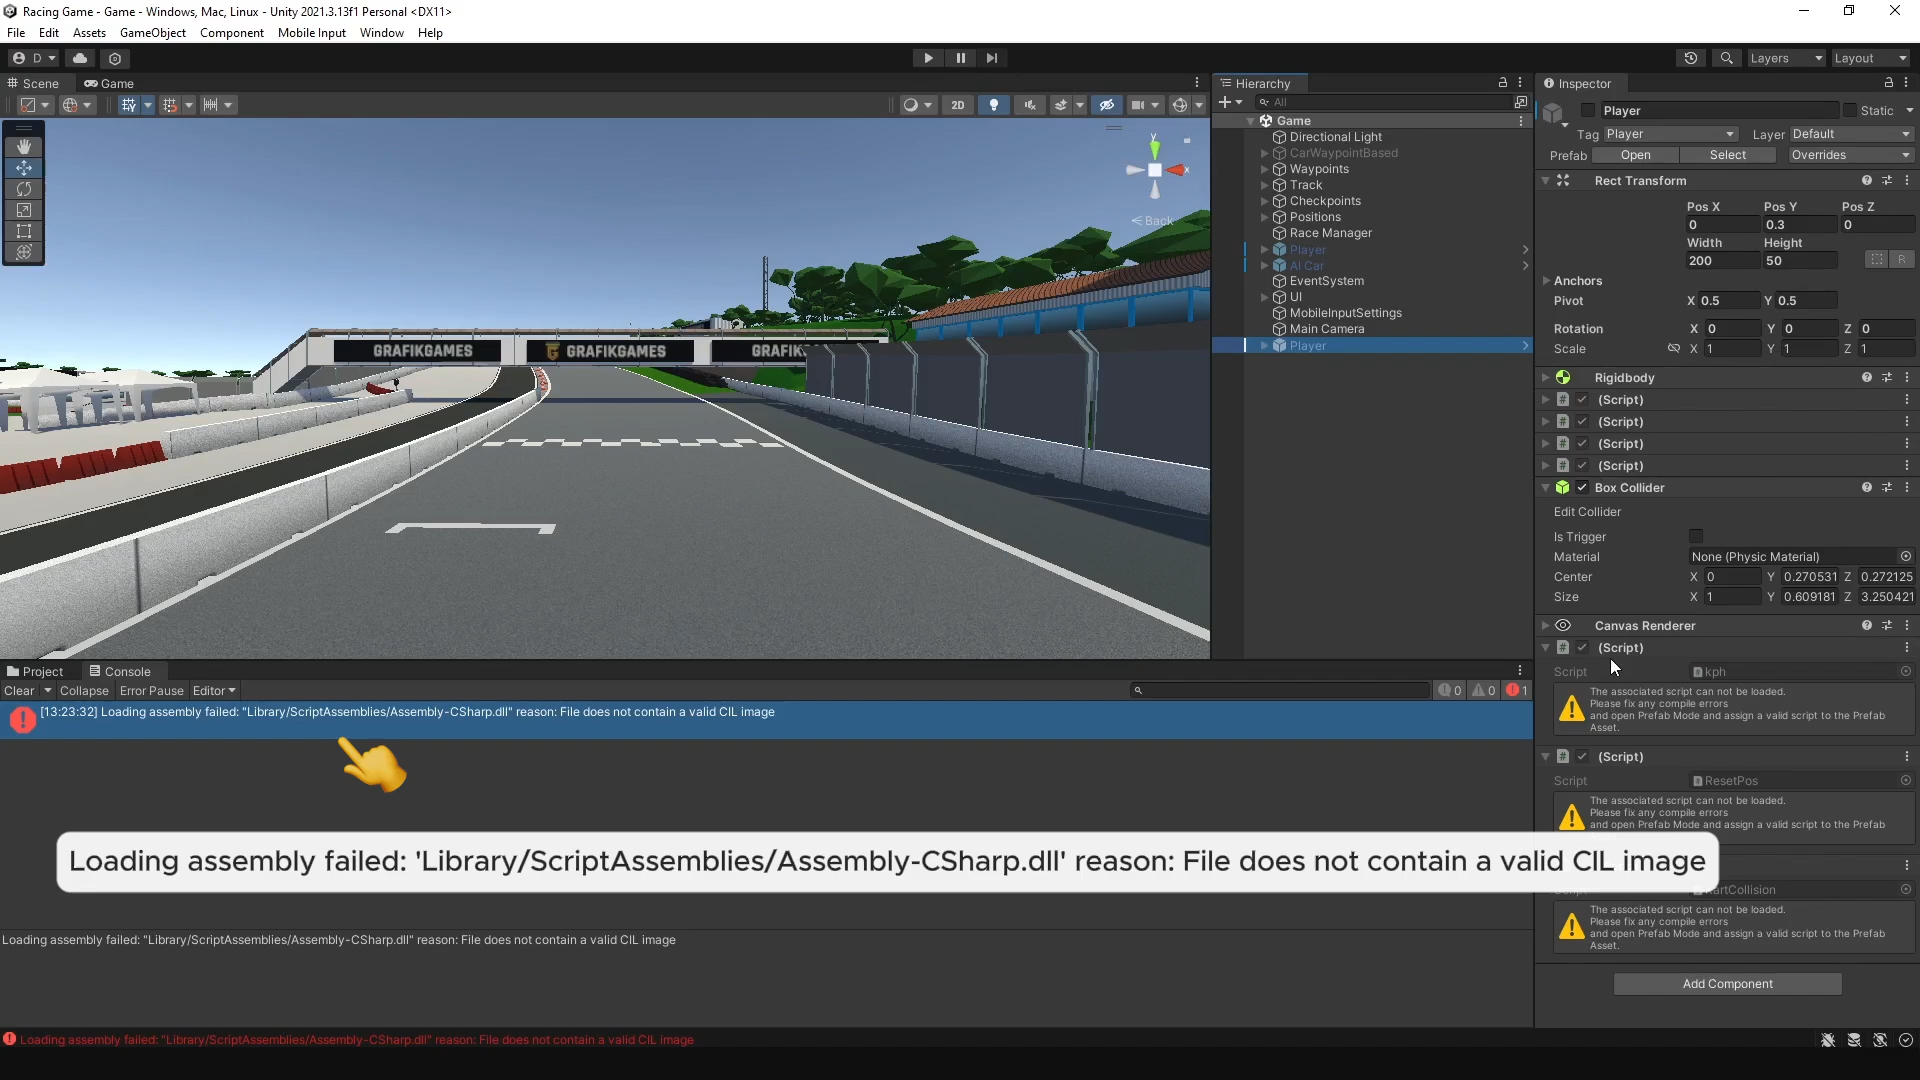 Racing Game - Game - Windows, Mac, Linux - Unity 2021.3.13f1 Personal <DX11>
File Edit Assets GameObject Component Mobile Input Window Help
D Layers Layout
Scene Game
2D
Y
X
Back
GRAFIKGAMES GRAFIKGAMES
Hierarchy
All
Game
Directional Light
CarWaypointBased
Waypoints
Track
Checkpoints
Positions
Race Manager
Player
AI Car
EventSystem
UI
MobileInputSettings
Main Camera
Player
Inspector
Player Static
Tag Player Layer Default
Prefab Open Select Overrides
Rect Transform
Pos X Pos Y Pos Z
0 0.3 0
Width Height
200 50 R
Anchors
Pivot X 0.5 Y 0.5
Rotation X 0 Y 0 Z 0
Scale X 1 Y 1 Z 1
Rigidbody
(Script)
(Script)
(Script)
(Script)
Box Collider
Edit Collider
Is Trigger
Material None (Physic Material)
Center X 0 Y 0.270531 Z 0.272125
Size X 1 Y 0.609181 Z 3.250421
Canvas Renderer
(Script)
Script kph
The associated script can not be loaded.
Please fix any compile errors
and open Prefab Mode and assign a valid script to the Prefab
Asset.
(Script)
Script ResetPos
The associated script can not be loaded.
Please fix any compile errors
and open Prefab Mode and assign a valid script to the Prefab
The associated script can not be loaded.
Please fix any compile errors
and open Prefab Mode and assign a valid script to the Prefab
Asset.
Add Component
Project Console
Clear Collapse Error Pause Editor 0 0 1
[13:23:32] Loading assembly failed: "Library/ScriptAssemblies/Assembly-CSharp.dll" reason: File does not contain a valid CIL image
Loading assembly failed: 'Library/ScriptAssemblies/Assembly-CSharp.dll' reason: File does not contain a valid CIL image
Loading assembly failed: "Library/ScriptAssemblies/Assembly-CSharp.dll" reason: File does not contain a valid CIL image
Loading assembly failed: "Library/ScriptAssemblies/Assembly-CSharp.dll" reason: File does not contain a valid CIL image